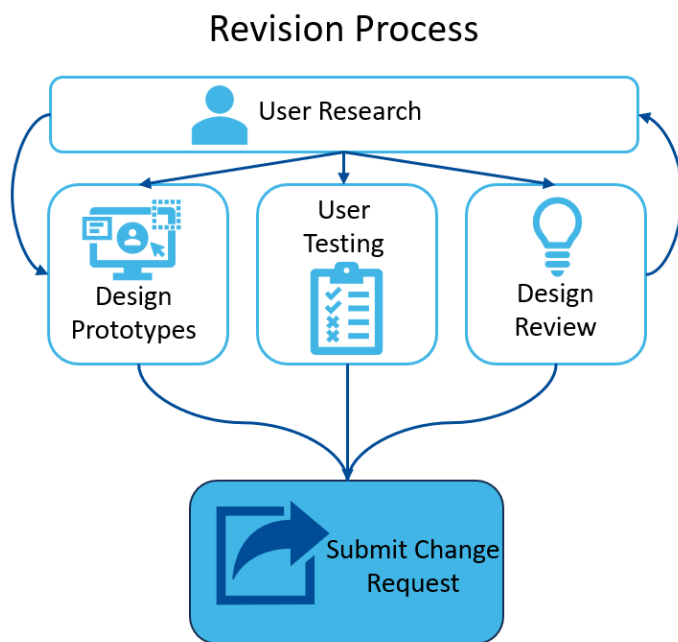 Revision Process
User Research
Design
Prototypes
User
Testing
Design
Review
Submit Change
Request